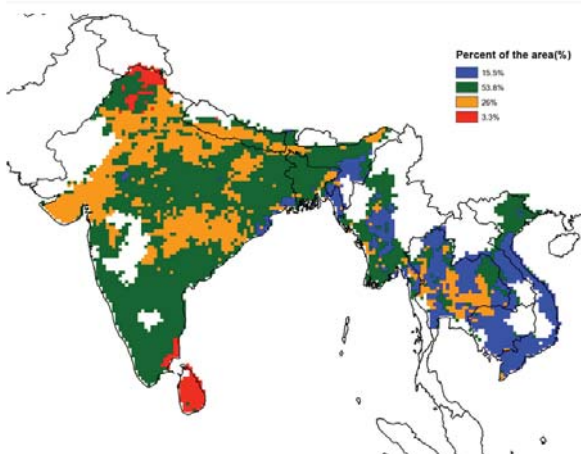 Percent of the area(%)
15.5%
53.8%
26%
3.3%